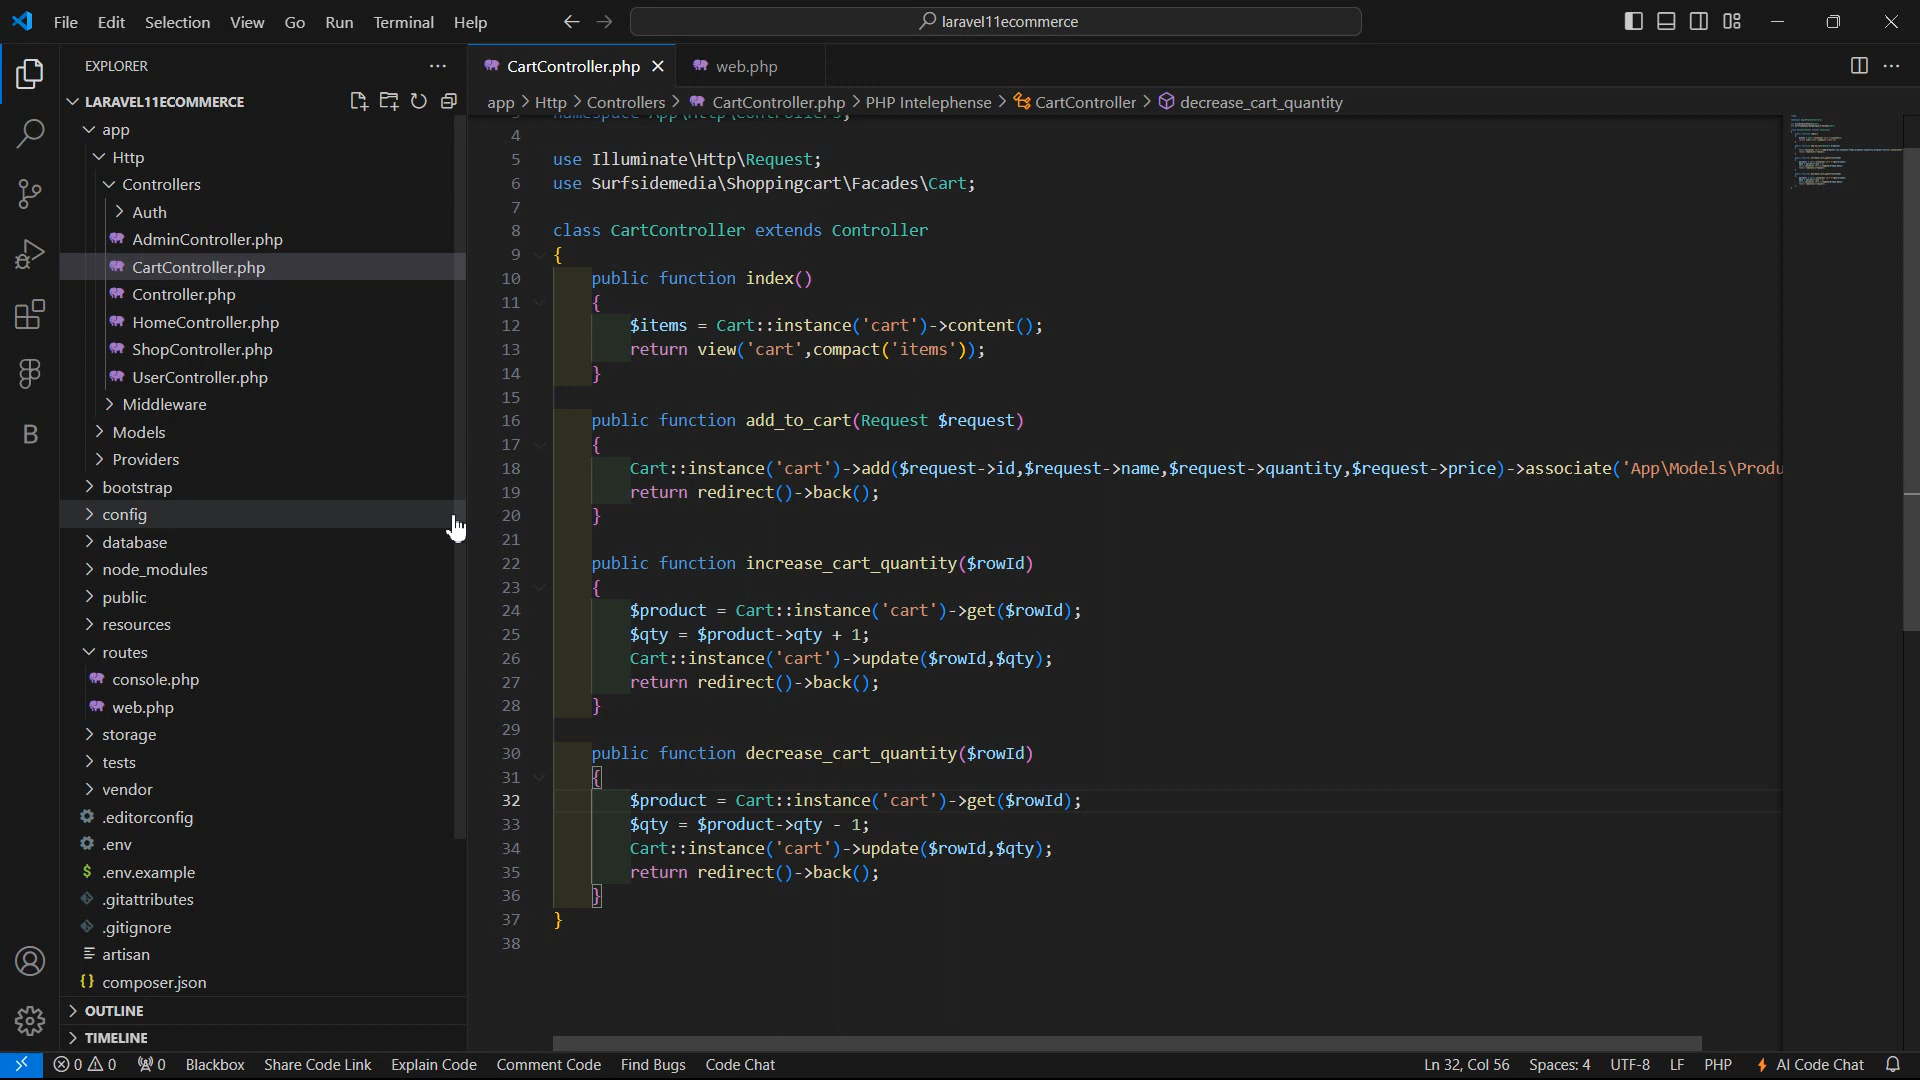 File Edit Selection View Go Run Terminal Help
laravel11ecommerce
EXPLORER
LARAVEL11ECOMMERCE
app
Http
Controllers
Auth
AdminController.php
CartController.php
Controller.php
HomeController.php
ShopController.php
UserController.php
Middleware
Models
Providers
bootstrap
config
database
node_modules
public
resources
routes
console.php
web.php
storage
tests
vendor
.editorconfig
.env
.env.example
.gitattributes
.gitignore
artisan
composer.json
OUTLINE
TIMELINE
CartController.php
web.php
app > Http > Controllers > CartController.php > PHP Intelephense > CartController > decrease_cart_quantity
namespace App\Http\Controllers;
4
5 use Illuminate\Http\Request;
6 use Surfsidemedia\Shoppingcart\Facades\Cart;
7
8 class CartController extends Controller
9 {
10 public function index()
11 {
12 $items = Cart::instance('cart')->content();
13 return view('cart',compact('items'));
14 }
15
16 public function add_to_cart(Request $request)
17 {
18 Cart::instance('cart')->add($request->id,$request->name,$request->quantity,$request->price)->associate('App\Models\Produ
19 return redirect()->back();
20 }
21
22 public function increase_cart_quantity($rowId)
23 {
24 $product = Cart::instance('cart')->get($rowId);
25 $qty = $product->qty + 1;
26 Cart::instance('cart')->update($rowId,$qty);
27 return redirect()->back();
28 }
29
30 public function decrease_cart_quantity($rowId)
31 {
32 $product = Cart::instance('cart')->get($rowId);
33 $qty = $product->qty - 1;
34 Cart::instance('cart')->update($rowId,$qty);
35 return redirect()->back();
36 }
37 }
38
0 0 0 Blackbox Share Code Link Explain Code Comment Code Find Bugs Code Chat Ln 32, Col 56 Spaces: 4 UTF-8 LF PHP AI Code Chat